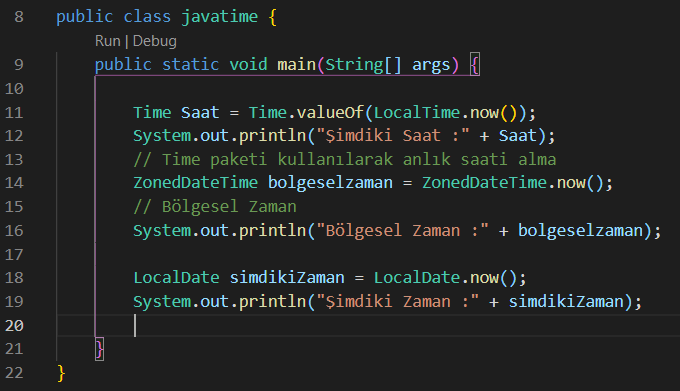 8 public class javatime {
Run | Debug
9 public static void main(String[] args) {
10
11 Time Saat = Time.valueOf(LocalTime.now());
12 System.out.println("Şimdiki Saat :" + Saat);
13 // Time paketi kullanılarak anlık saati alma
14 ZonedDateTime bolgeselzaman = ZonedDateTime.now();
15 // Bölgesel Zaman
16 System.out.println("Bölgesel Zaman :" + bolgeselzaman);
17
18 LocalDate simdikiZaman = LocalDate.now();
19 System.out.println("Şimdiki Zaman :" + simdikiZaman);
20
21 }
22 }